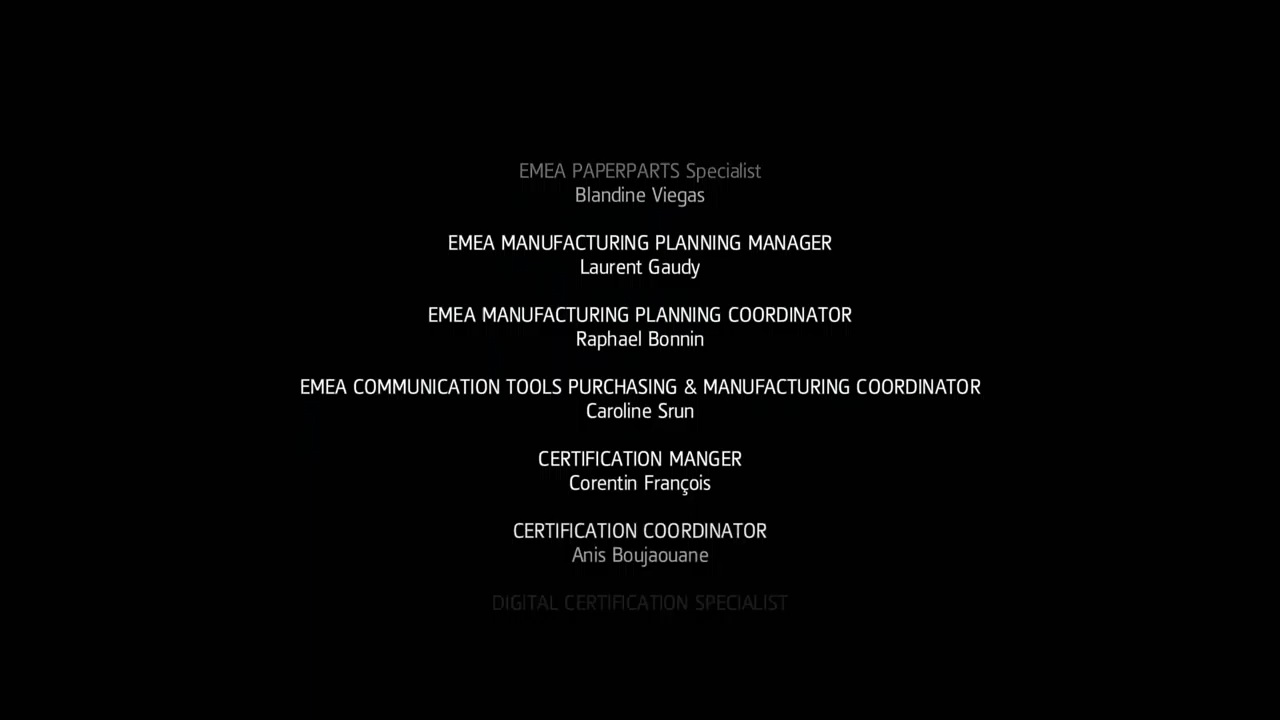 EMEA PAPERPARTS Specialist
Blandine Viegas
EMEA MANUFACTURING PLANNING MANAGER
Laurent Gaudy
EMEA MANUFACTURING PLANNING COORDINATOR
Raphael Bonnin
EMEA COMMUNICATION TOOLS PURCHASING & MANUFACTURING COORDINATOR
Caroline Srun
CERTIFICATION MANGER
Corentin François
CERTIFICATION COORDINATOR
Anis Boujaouane
DIGITAL CERTIFICATION SPECIALIST